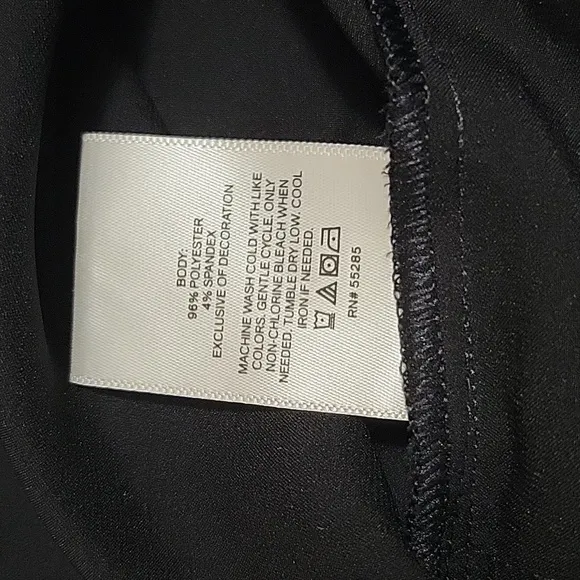 BODY:
96% POLYESTER
4% SPANDEX
EXCLUSIVE OF DECORATION
MACHINE WASH COLD WITH LIKE
COLORS. GENTLE CYCLE. ONLY
NON-CHLORINE BLEACH WHEN
NEEDED. TUMBLE DRY LOW. COOL
IRON IF NEEDED.
RN# 55285